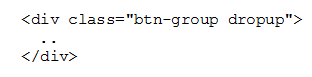 <div class="btn-group dropup">
..
</div>